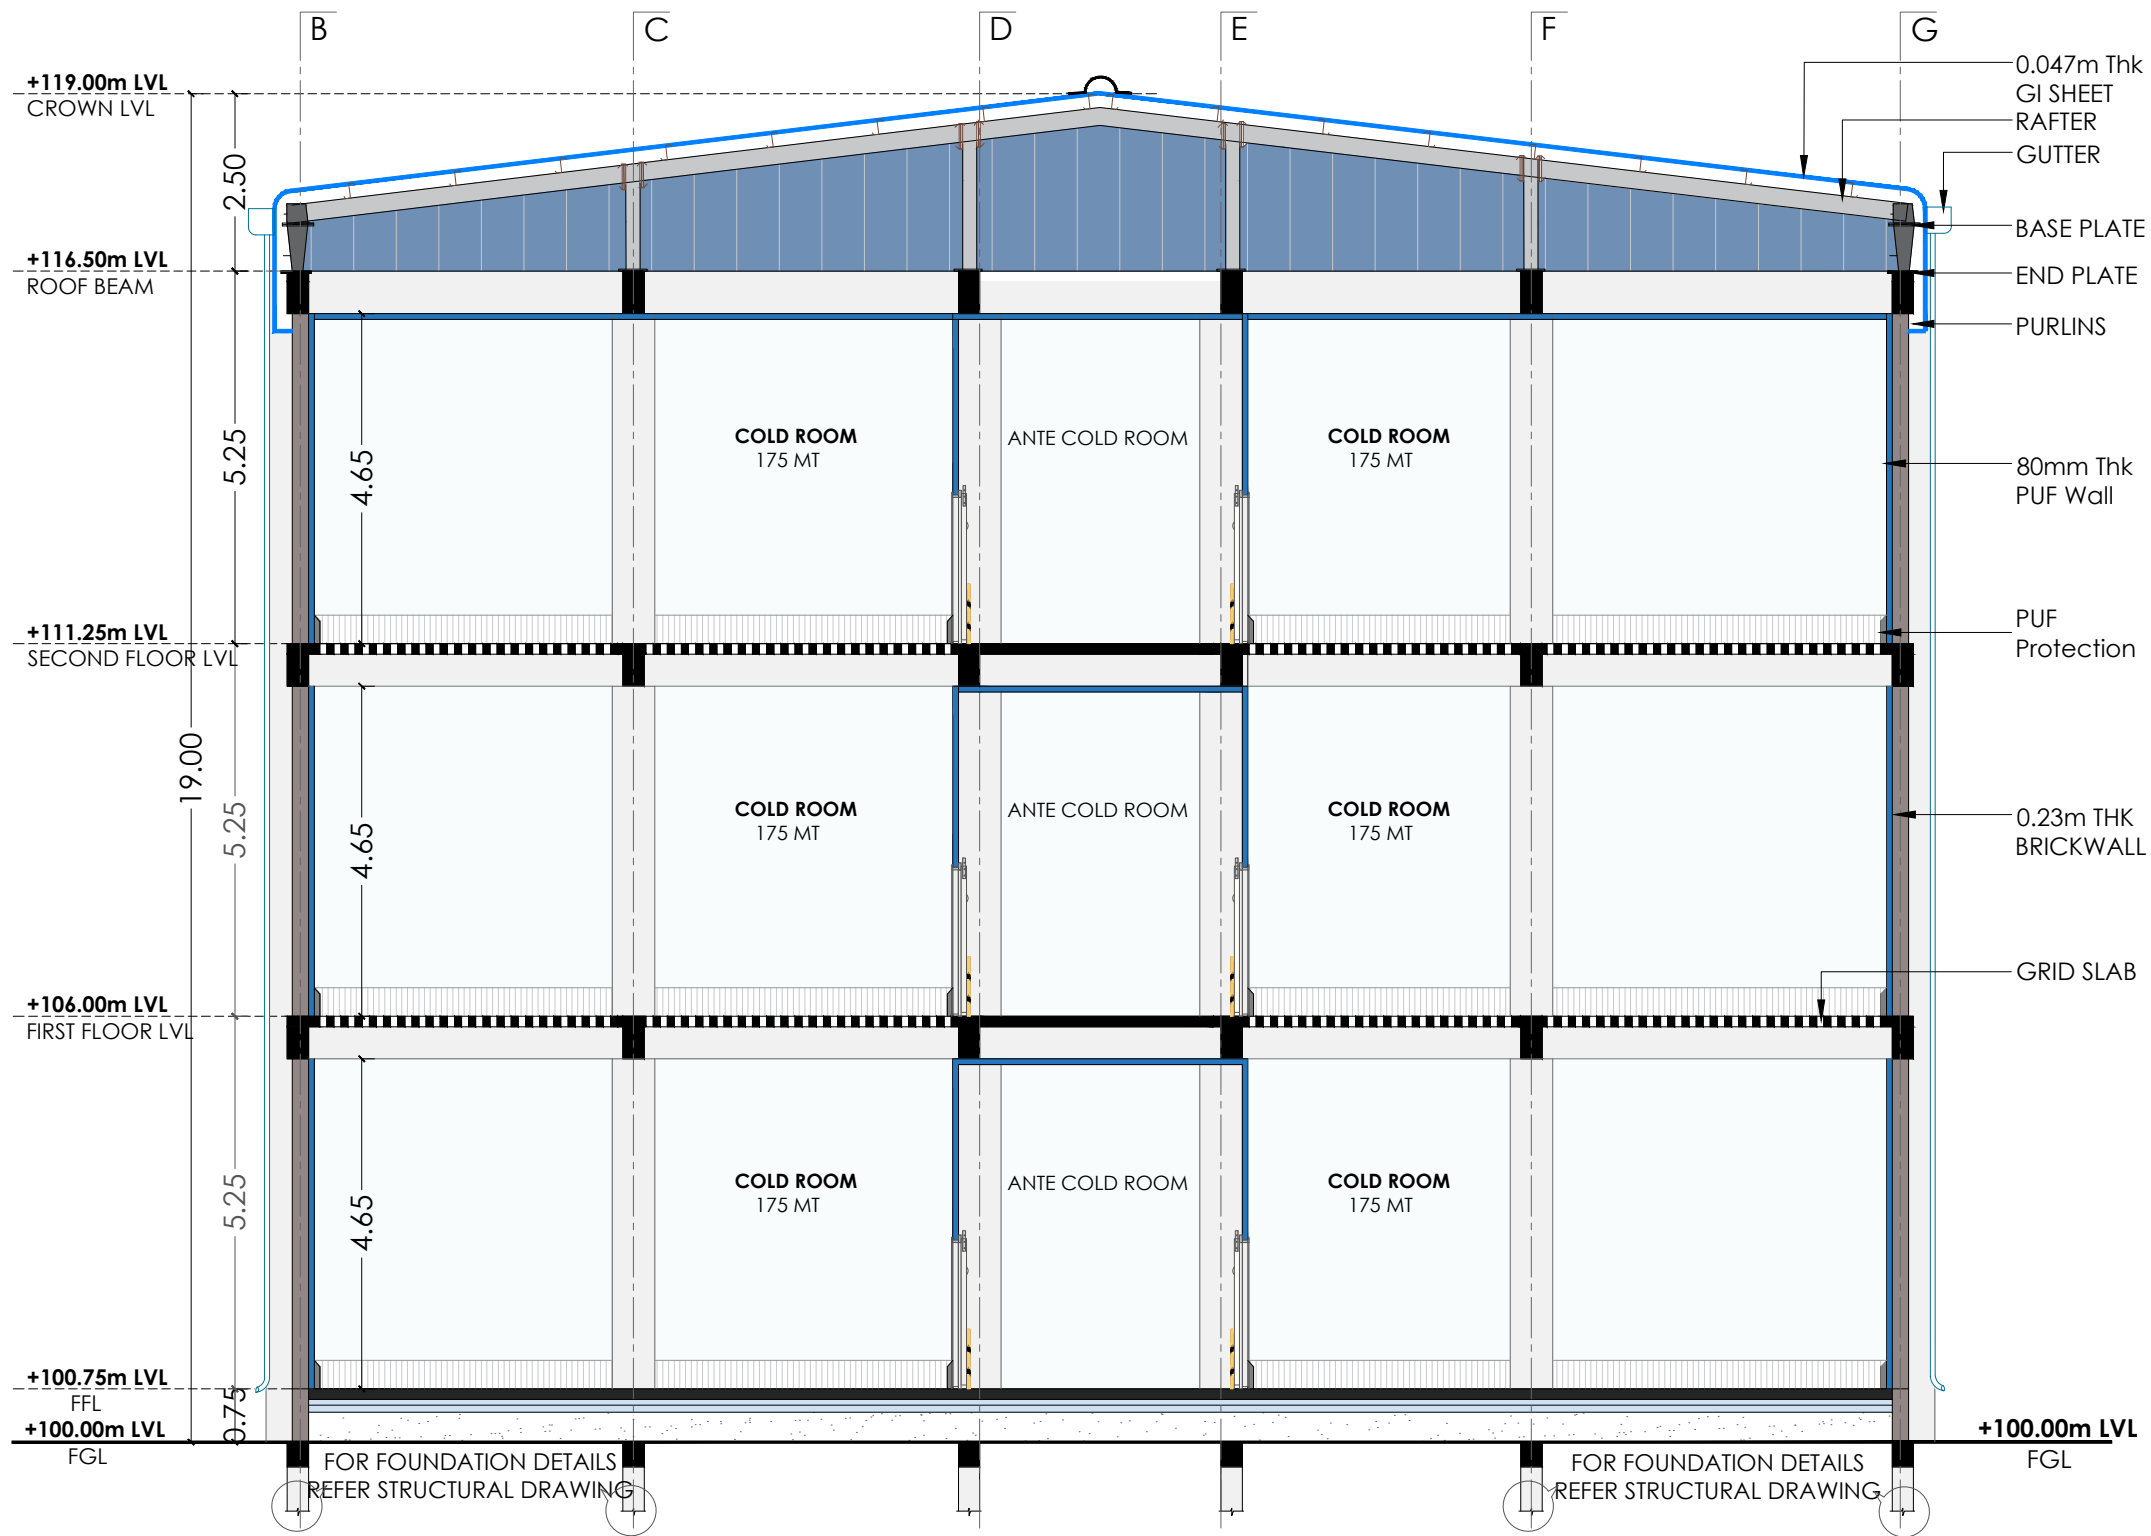 B
C
D
E
F
G
+119.00m LVL
CROWN LVL
0.047m Thk
GI SHEET
RAFTER
GUTTER
2.50
BASE PLATE
+116.50m LVL
ROOF BEAM
END PLATE
PURLINS
5.25
4.65
COLD ROOM
175 MT
ANTE COLD ROOM
COLD ROOM
175 MT
80mm Thk
PUF Wall
+111.25m LVL
SECOND FLOOR LVL
PUF
Protection
19.00
5.25
4.65
COLD ROOM
175 MT
ANTE COLD ROOM
COLD ROOM
175 MT
0.23m THK
BRICKWALL
+106.00m LVL
FIRST FLOOR LVL
GRID SLAB
5.25
4.65
COLD ROOM
175 MT
ANTE COLD ROOM
COLD ROOM
175 MT
+100.75m LVL
FFL
0.75
+100.00m LVL
FGL
+100.00m LVL
FGL
FOR FOUNDATION DETAILS
REFER STRUCTURAL DRAWING
FOR FOUNDATION DETAILS
REFER STRUCTURAL DRAWING